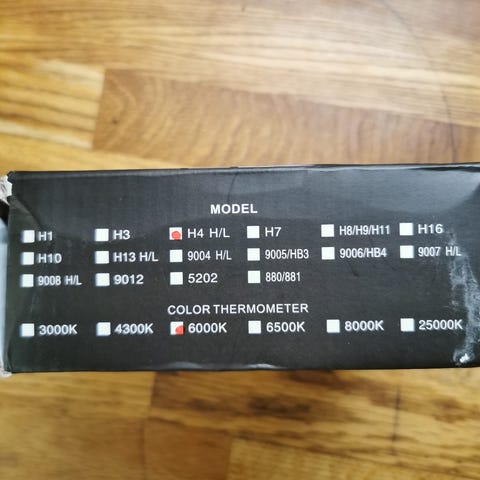 MODEL
H1 H3 H4 H/L H7 H8/H9/H11 H16
H10 H13 H/L 9004 H/L 9005/HB3 9006/HB4 9007 H/L
9008 H/L 9012 5202 880/881
COLOR THERMOMETER
3000K 4300K 6000K 6500K 8000K 25000K